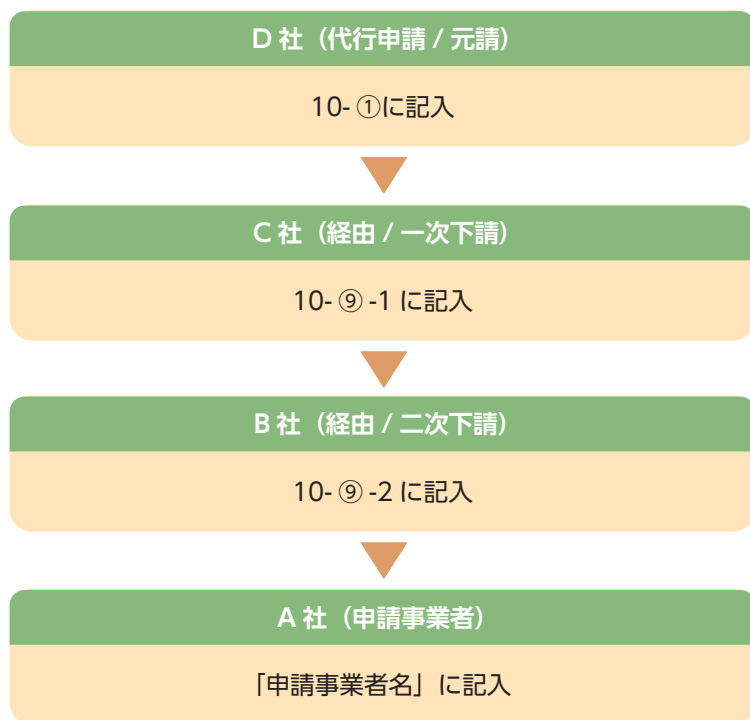 D 社（代行申請 / 元請）
10- ①に記入
C 社（経由 / 一次下請）
10- ⑨ -1 に記入
B 社（経由 / 二次下請）
10- ⑨ -2 に記入
A 社（申請事業者）
「申請事業者名」に記入